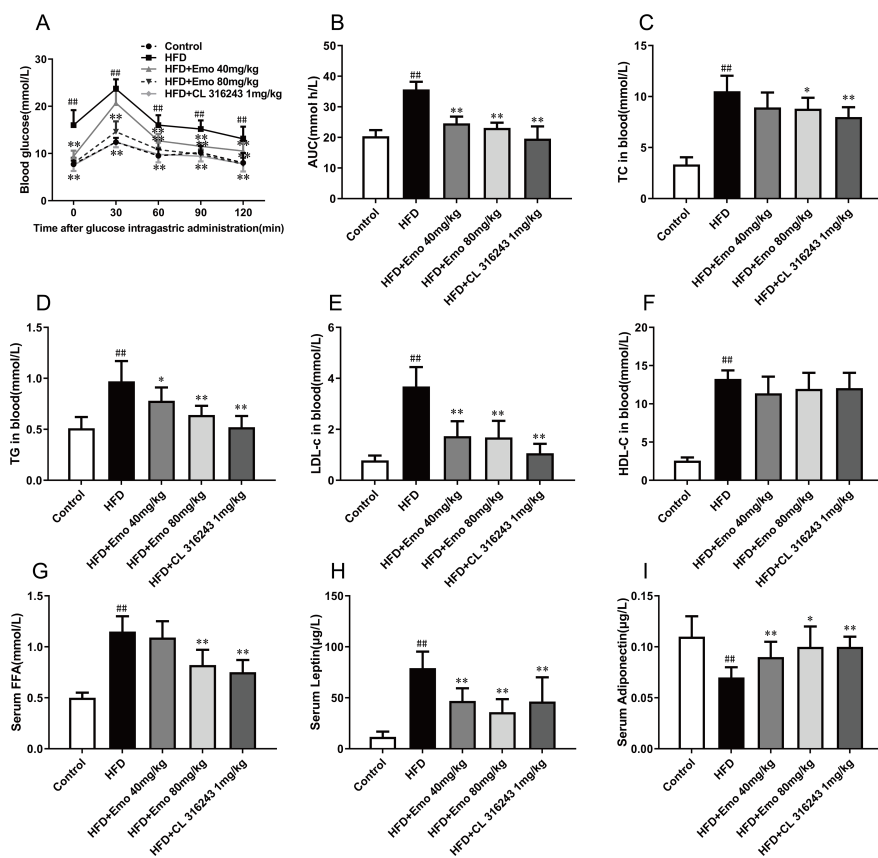 A
Control
HFD
HFD+Emo 40mg/kg
HFD+Emo 80mg/kg
HFD+CL 316243 1mg/kg
Blood glucose(mmol/L)
30
20
10
0
## ## ## ## ##
** ** ** ** **
** ** ** ** **
** ** ** ** **
0 30 60 90 120
Time after glucose intragastric administration(min)
B
AUC(mmol h/L)
50
40
30
20
10
0
## ** ** **
Control
HFD
HFD+Emo 40mg/kg
HFD+Emo 80mg/kg
HFD+CL 316243 1mg/kg
C
TC in blood(mmol/L)
15
10
5
0
## * **
Control
HFD
HFD+Emo 40mg/kg
HFD+Emo 80mg/kg
HFD+CL 316243 1mg/kg
D
TG in blood(mmol/L)
1.5
1.0
0.5
0.0
## * ** **
Control
HFD
HFD+Emo 40mg/kg
HFD+Emo 80mg/kg
HFD+CL 316243 1mg/kg
E
LDL-c in blood(mmol/L)
6
4
2
0
## ** ** **
Control
HFD
HFD+Emo 40mg/kg
HFD+Emo 80mg/kg
HFD+CL 316243 1mg/kg
F
HDL-C in blood(mmol/L)
20
15
10
5
0
##
Control
HFD
HFD+Emo 40mg/kg
HFD+Emo 80mg/kg
HFD+CL 316243 1mg/kg
G
Serum FFA(mmol/L)
1.5
1.0
0.5
0.0
## ** **
Control
HFD
HFD+Emo 40mg/kg
HFD+Emo 80mg/kg
HFD+CL 316243 1mg/kg
H
Serum Leptin(µg/L)
150
100
50
0
## ** ** **
Control
HFD
HFD+Emo 40mg/kg
HFD+Emo 80mg/kg
HFD+CL 316243 1mg/kg
I
Serum Adiponectin(µg/L)
0.15
0.10
0.05
0.00
## ** * **
Control
HFD
HFD+Emo 40mg/kg
HFD+Emo 80mg/kg
HFD+CL 316243 1mg/kg